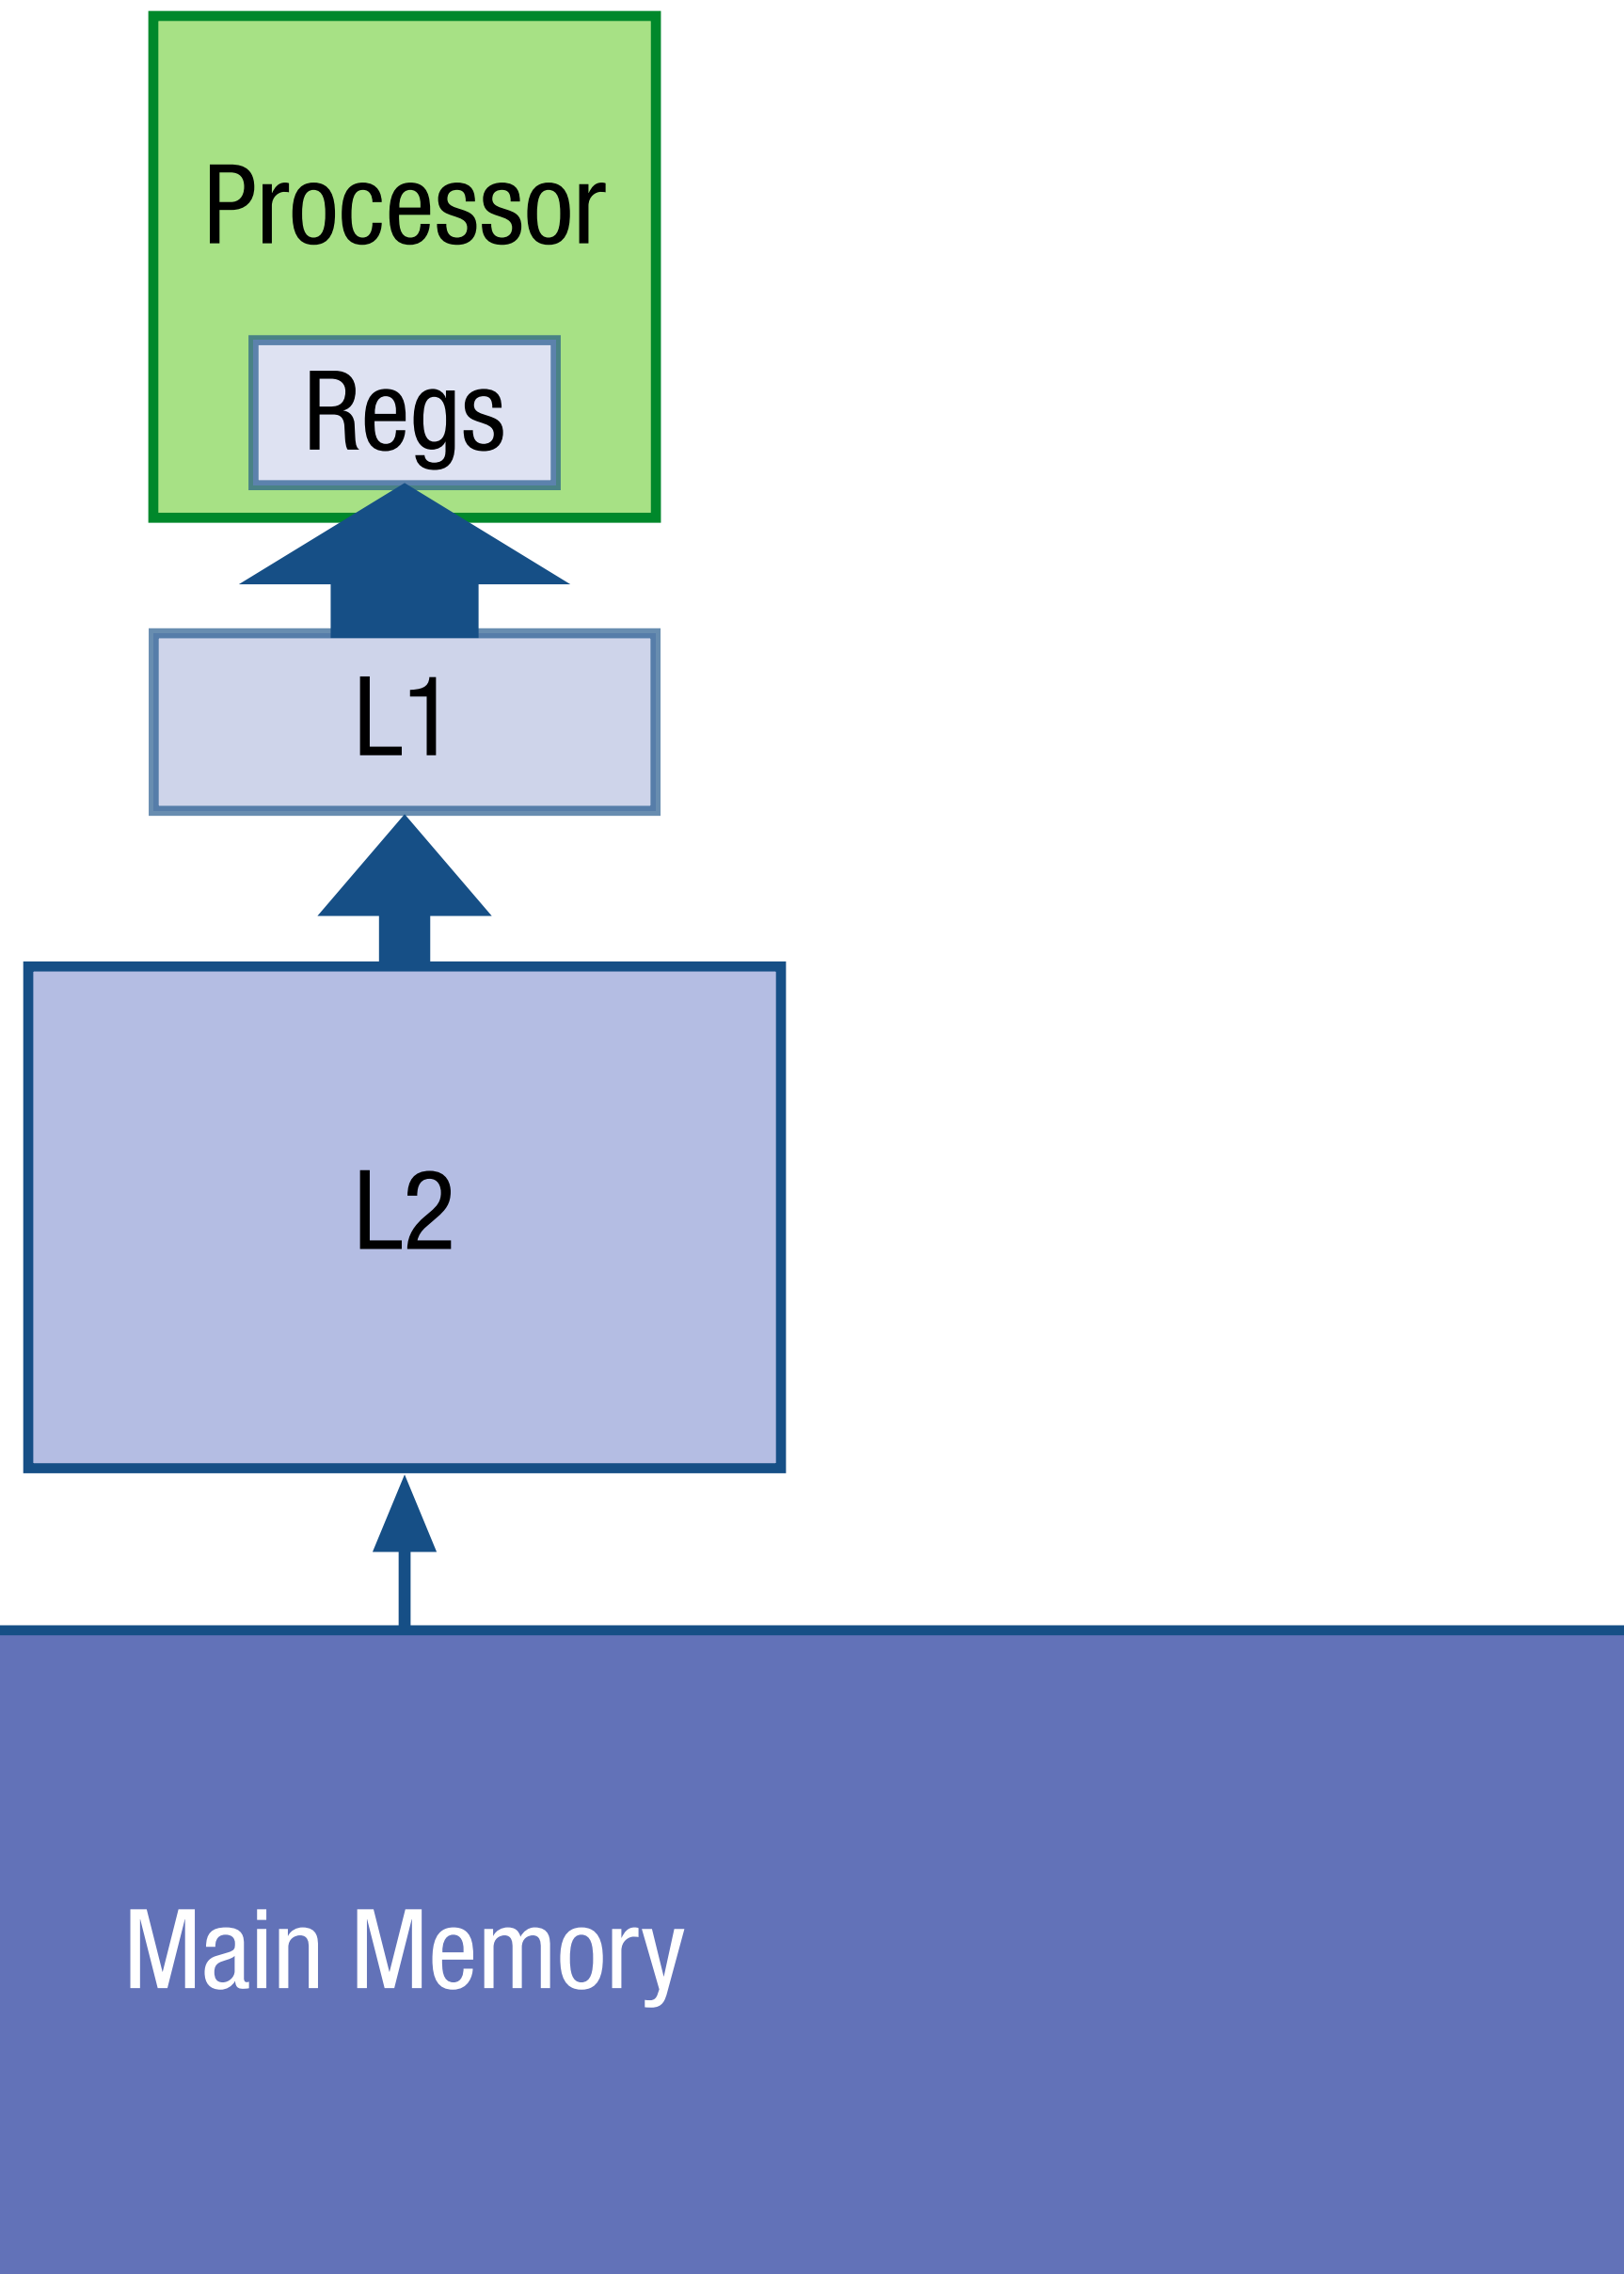 Processor
Regs
L1
L2
Main Memory